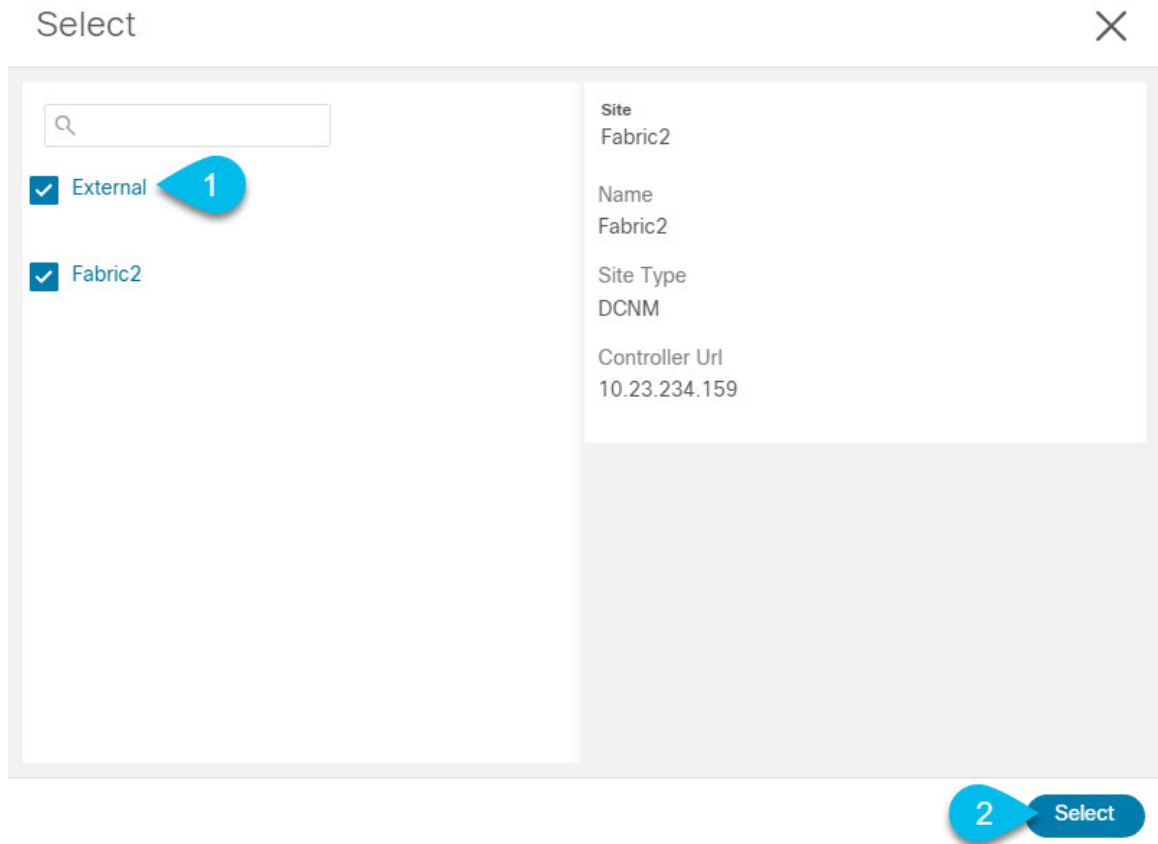 Select
External
1
Fabric2
Site
Fabric2
Name
Fabric2
Site Type
DCNM
Controller Url
10.23.234.159
2
Select